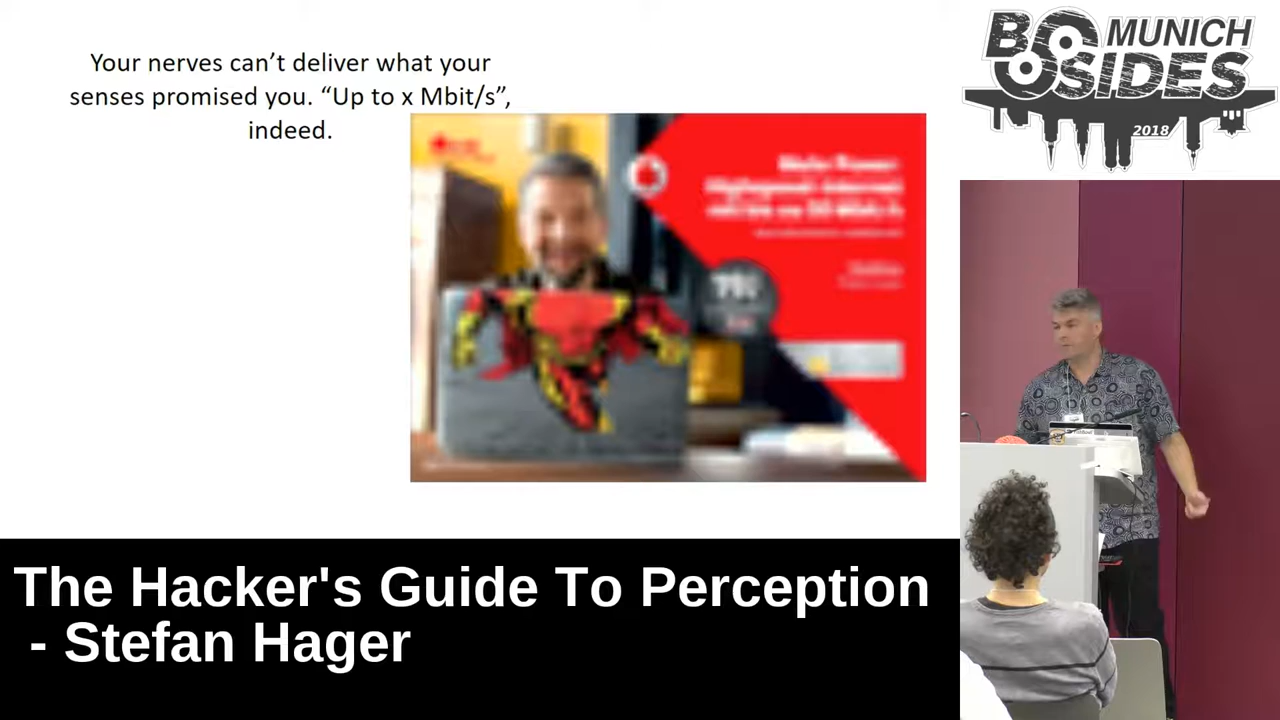 Your nerves can’t deliver what your
senses promised you. “Up to x Mbit/s”,
indeed.
BSIDES MUNICH
2018
The Hacker's Guide To Perception
- Stefan Hager